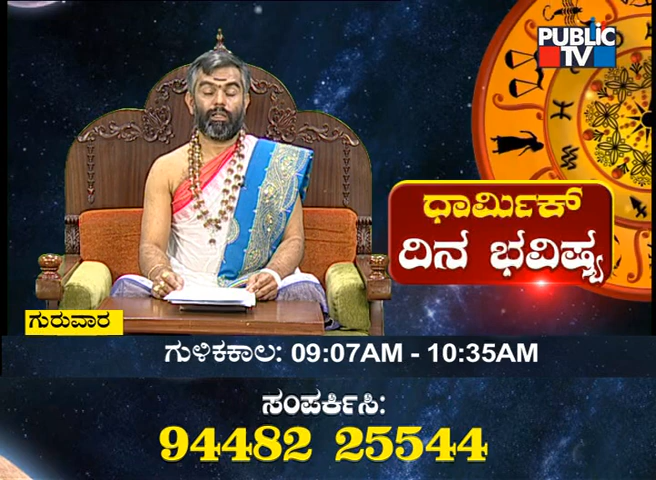 PUBLiC
TV
ಧಾರ್ಮಿಕ್
ದಿನ ಭವಿಷ್ಯ
ಗುರುವಾರ
ಗುಳಿಕಕಾಲ: 09:07AM - 10:35AM
ಸಂಪರ್ಕಿಸಿ:
94482 25544